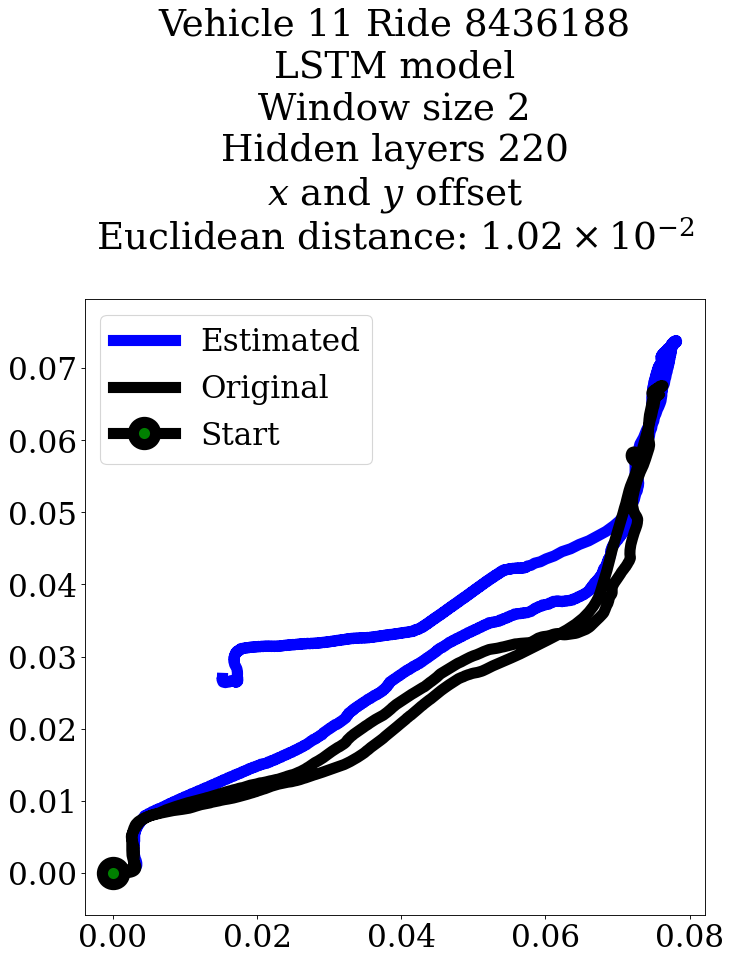 Vehicle 11 Ride 8436188
LSTM model
Window size 2
Hidden layers 220
x and y offset
Euclidean distance: 1.02 × 10⁻²
Estimated
Original
Start
0.07
0.06
0.05
0.04
0.03
0.02
0.01
0.00
0.00 0.02 0.04 0.06 0.08